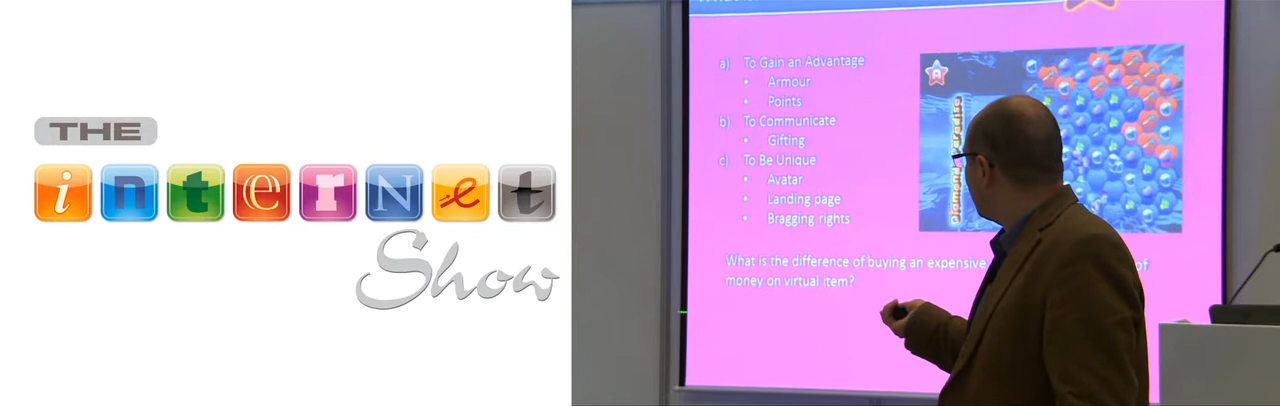 THE
internet
Show
a) To Gain an Advantage
• Armour
• Points
b) To Communicate
• Gifting
c) To Be Unique
• Avatar
• Landing page
• Bragging rights
Diamond Paradise
What is the difference of buying an expensive of
money on virtual item?